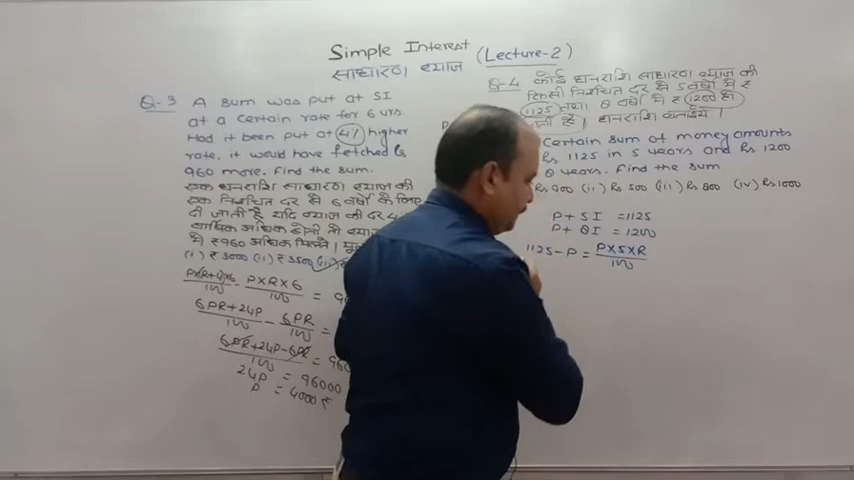 Simple Interest (Lecture-2)
साधारण ब्याज
Q-3 A sum was put at SI
at a certain rate for 6 yrs.
Had it been put at 4% higher
rate, it would have fetched Rs
960 more. Find the sum.
एक धनराशि साधारण ब्याज की
एक निश्चित दर से 6 वर्षो के लिए
दी जाती है यदि ब्याज की दर 4
वार्षिक अधिक होती तो ब्याज
मे ₹960 अधिक मिलते।
(i) ₹3000 (ii) ₹3500
P×(R+4)×6/100 - P×R×6/100 =
6PR+24P/100 - 6PR/100 =
6PR+24P-6PR/100 = 960
24P = 96000
P = 4000 ₹
Q-4 कोई धनराशि साधारण ब्याज की
किसी निश्चित दर से 5 वर्षो मे ₹
1125 तथा 8 वर्षो मे ₹ 1200 हो
जाती है। धनराशि बताइये।
Certain sum of money amounts
Rs. 1125 in 5 years and Rs. 1200
8 years. Find the sum
Rs 900 (ii) Rs 500 (iii) Rs 800 (iv) Rs 1000
P + SI = 1125
P + 8I = 1200
1125 - P = P×5×R/100